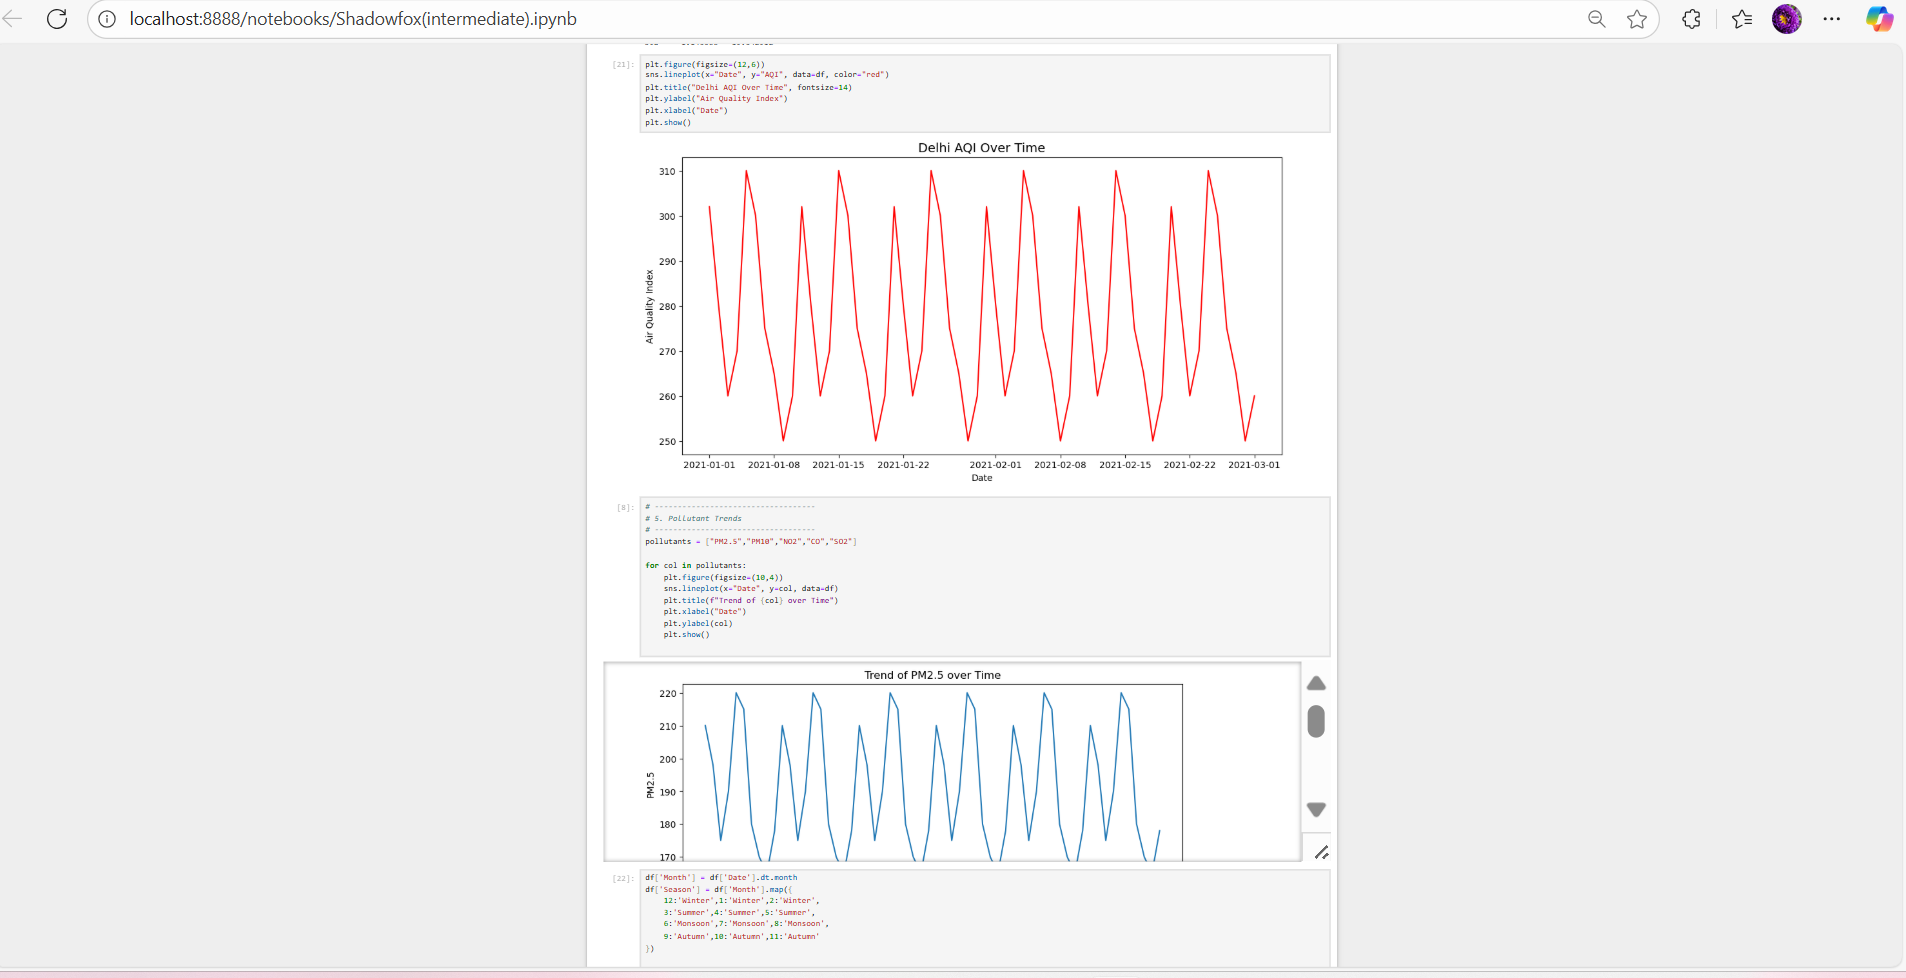 localhost:8888/notebooks/Shadowfox(intermediate).ipynb
[21]:
plt.figure(figsize=(12,6))
sns.lineplot(x="Date", y="AQI", data=df, color="red")
plt.title("Delhi AQI Over Time", fontsize=14)
plt.ylabel("Air Quality Index")
plt.xlabel("Date")
plt.show()
Delhi AQI Over Time
310
300
290
280
270
260
250
Air Quality Index
2021-01-01 2021-01-08 2021-01-15 2021-01-22 2021-02-01 2021-02-08 2021-02-15 2021-02-22 2021-03-01
Date
[8]:
# -----------------------------------
# 5. Pollutant Trends
# -----------------------------------
pollutants = ["PM2.5","PM10","NO2","CO","SO2"]
for col in pollutants:
    plt.figure(figsize=(10,4))
    sns.lineplot(x="Date", y=col, data=df)
    plt.title(f"Trend of {col} over Time")
    plt.xlabel("Date")
    plt.ylabel(col)
    plt.show()
Trend of PM2.5 over Time
220
210
200
190
180
170
PM2.5
[22]:
df['Month'] = df['Date'].dt.month
df['Season'] = df['Month'].map({
    12:'Winter',1:'Winter',2:'Winter',
    3:'Summer',4:'Summer',5:'Summer',
    6:'Monsoon',7:'Monsoon',8:'Monsoon',
    9:'Autumn',10:'Autumn',11:'Autumn'
})